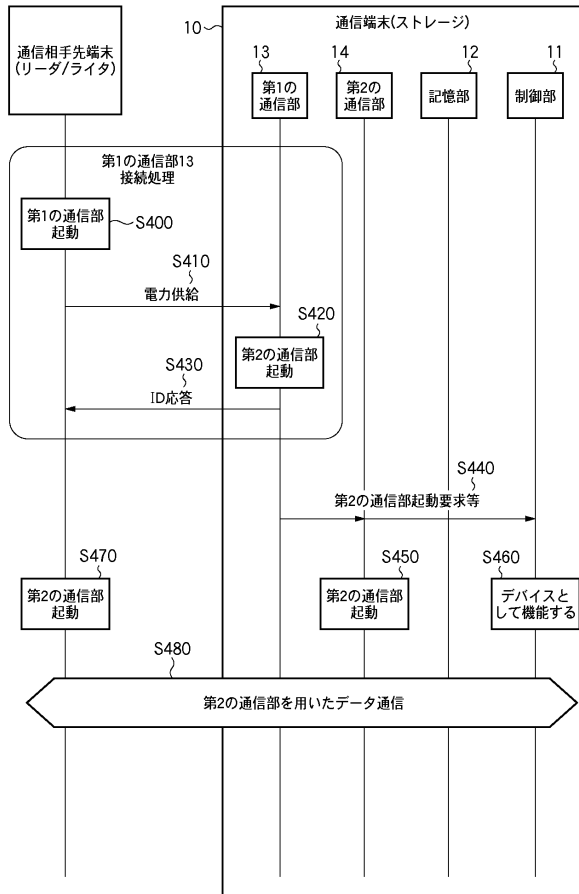 通信相手先端末
(リーダ/ライタ)
10
通信端末(ストレージ)
13
14
12
11
第1の
通信部
第2の
通信部
記憶部
制御部
第1の通信部13
接続処理
第1の通信部
起動
S400
S410
電力供給
S420
第2の通信部
起動
S430
ID応答
S440
第2の通信部起動要求等
S470
第2の通信部
起動
S450
第2の通信部
起動
S460
デバイスと
して機能する
S480
第2の通信部を用いたデータ通信